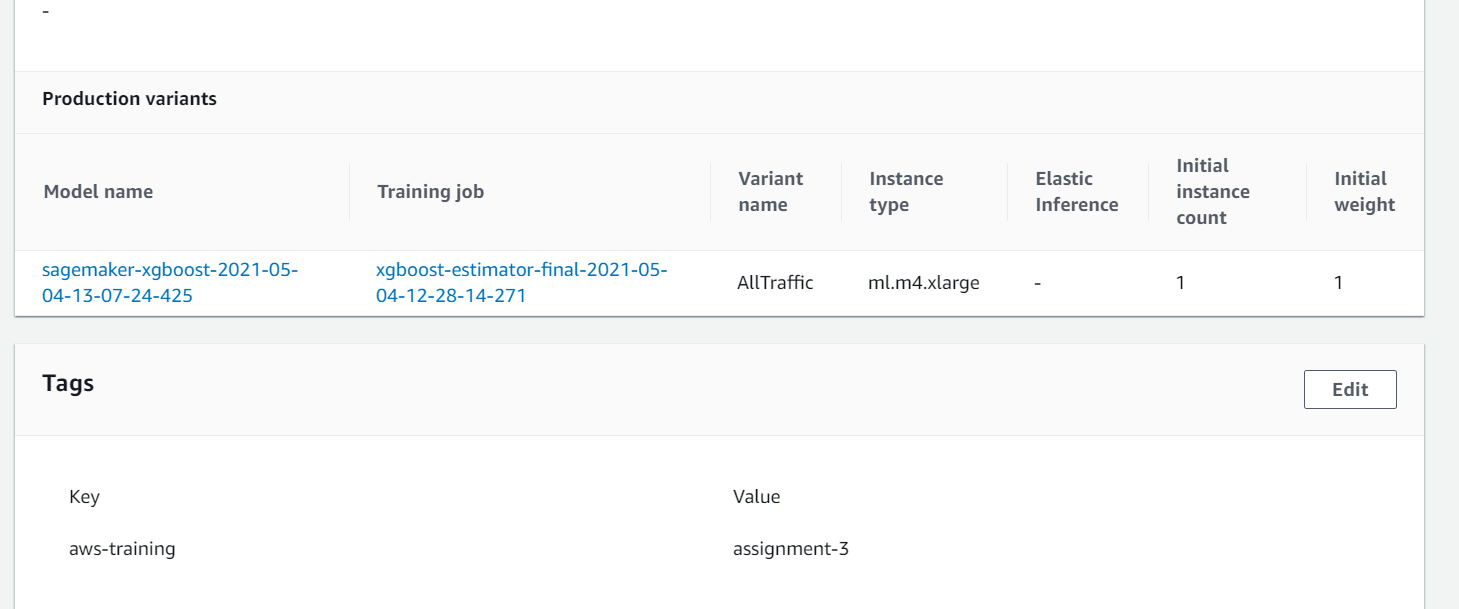 -
Production variants
Model name
Training job
Variant
name
Instance
type
Elastic
Inference
Initial
instance
count
Initial
weight
sagemaker-xgboost-2021-05-
04-13-07-24-425
xgboost-estimator-final-2021-05-
04-12-28-14-271
AllTraffic
ml.m4.xlarge
-
1
1
Tags
Edit
Key
Value
aws-training
assignment-3